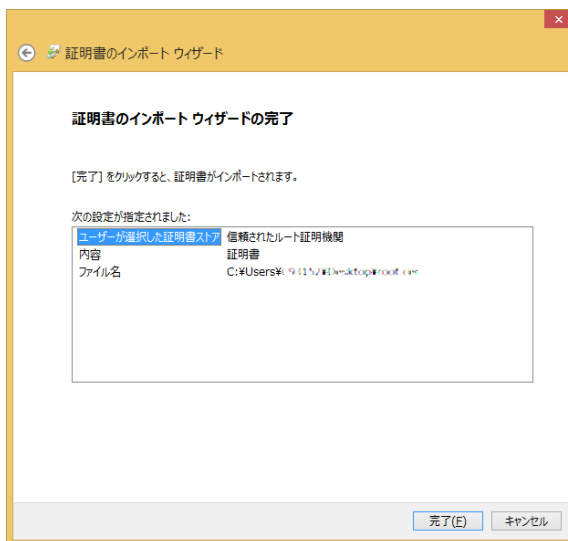 証明書のインポート ウィザード
証明書のインポート ウィザードの完了
[完了] をクリックすると、証明書がインポートされます。
次の設定が指定されました:
ユーザーが選択した証明書ストア 信頼されたルート証明機関
内容 証明書
ファイル名 C:¥Users¥
完了(F) キャンセル